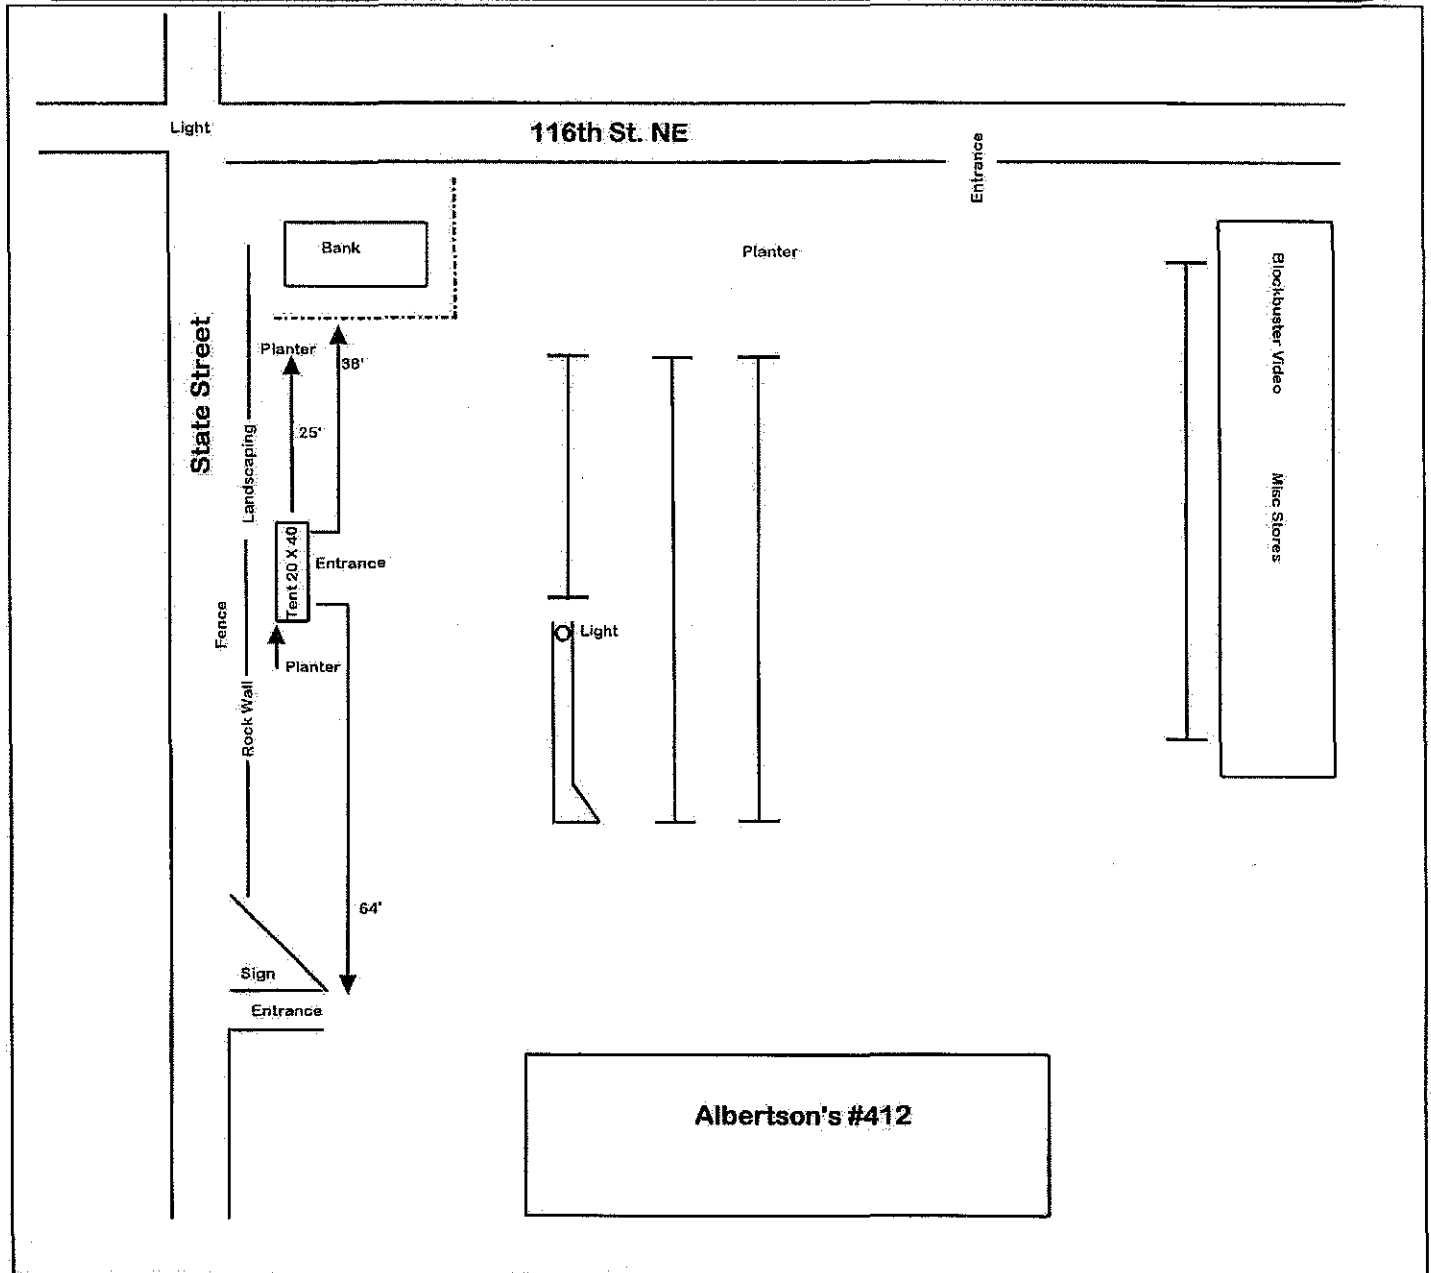 Light
116th St. NE
Entrance
Bank
Planter
State Street
Planter
38'
25'
Landscaping
Blockbuster Video
Misc Stores
Tent 20 X 40
Entrance
Fence
Light
Planter
Rock Wall
64'
Sign
Entrance
Albertson's #412